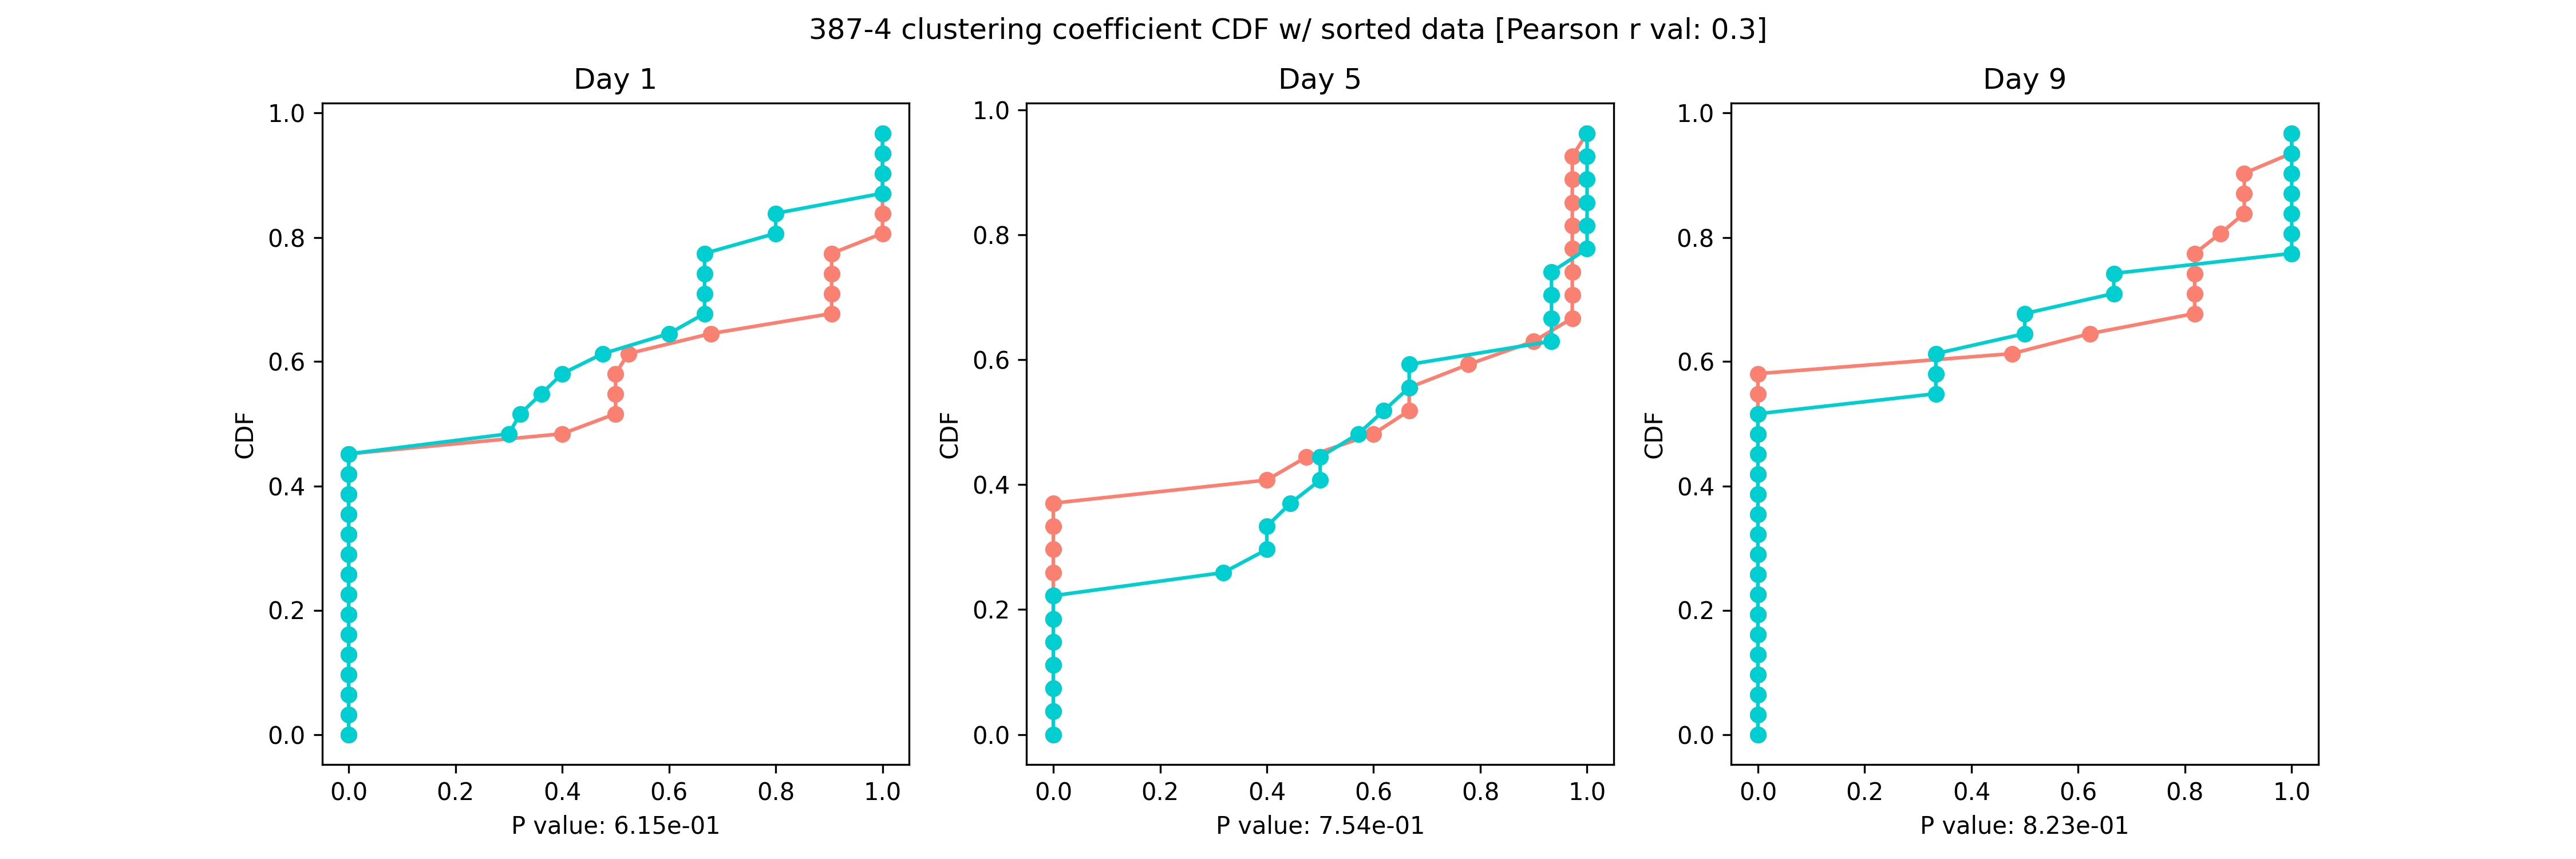 387-4 clustering coefficient CDF w/ sorted data [Pearson r val: 0.3]
Day 1
1.0
0.8
0.6
0.4
0.2
0.0
CDF
0.0 0.2 0.4 0.6 0.8 1.0
P value: 6.15e-01
Day 5
1.0
0.8
0.6
0.4
0.2
0.0
CDF
0.0 0.2 0.4 0.6 0.8 1.0
P value: 7.54e-01
Day 9
1.0
0.8
0.6
0.4
0.2
0.0
CDF
0.0 0.2 0.4 0.6 0.8 1.0
P value: 8.23e-01